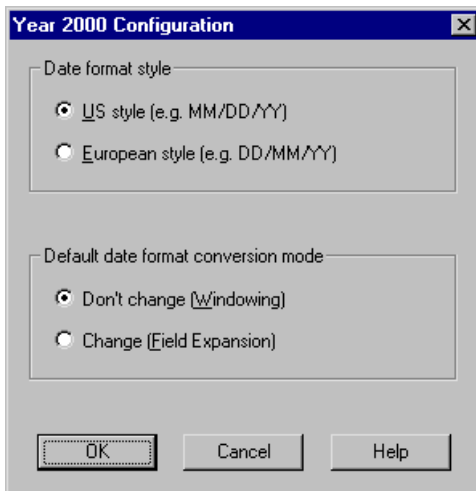 Year 2000 Configuration
Date format style
US style (e.g. MM/DD/YY)
European style (e.g. DD/MM/YY)
Default date format conversion mode
Don't change (Windowing)
Change (Field Expansion)
OK Cancel Help